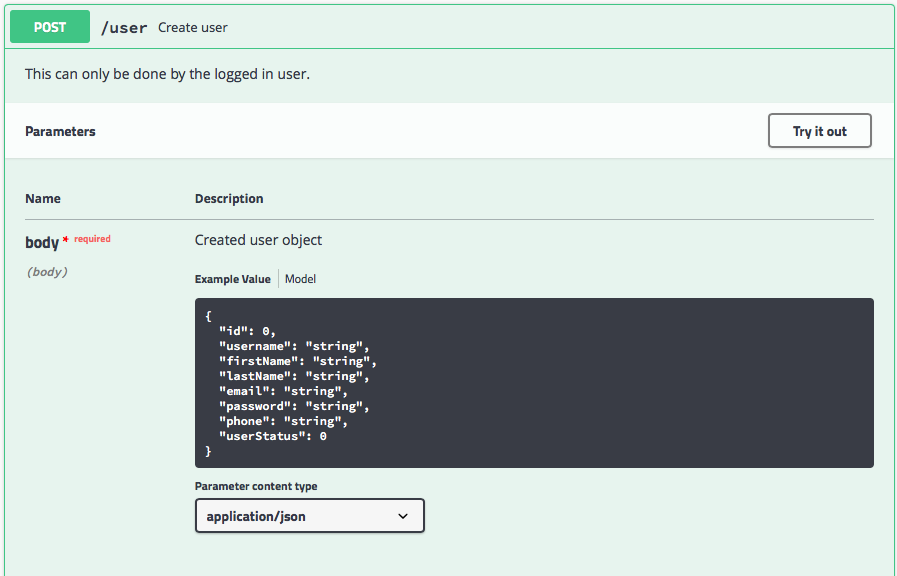 POST /user Create user
This can only be done by the logged in user.
Parameters Try it out
Name Description
body * required Created user object
(body)
Example Value Model
{
  "id": 0,
  "username": "string",
  "firstName": "string",
  "lastName": "string",
  "email": "string",
  "password": "string",
  "phone": "string",
  "userStatus": 0
}
Parameter content type
application/json